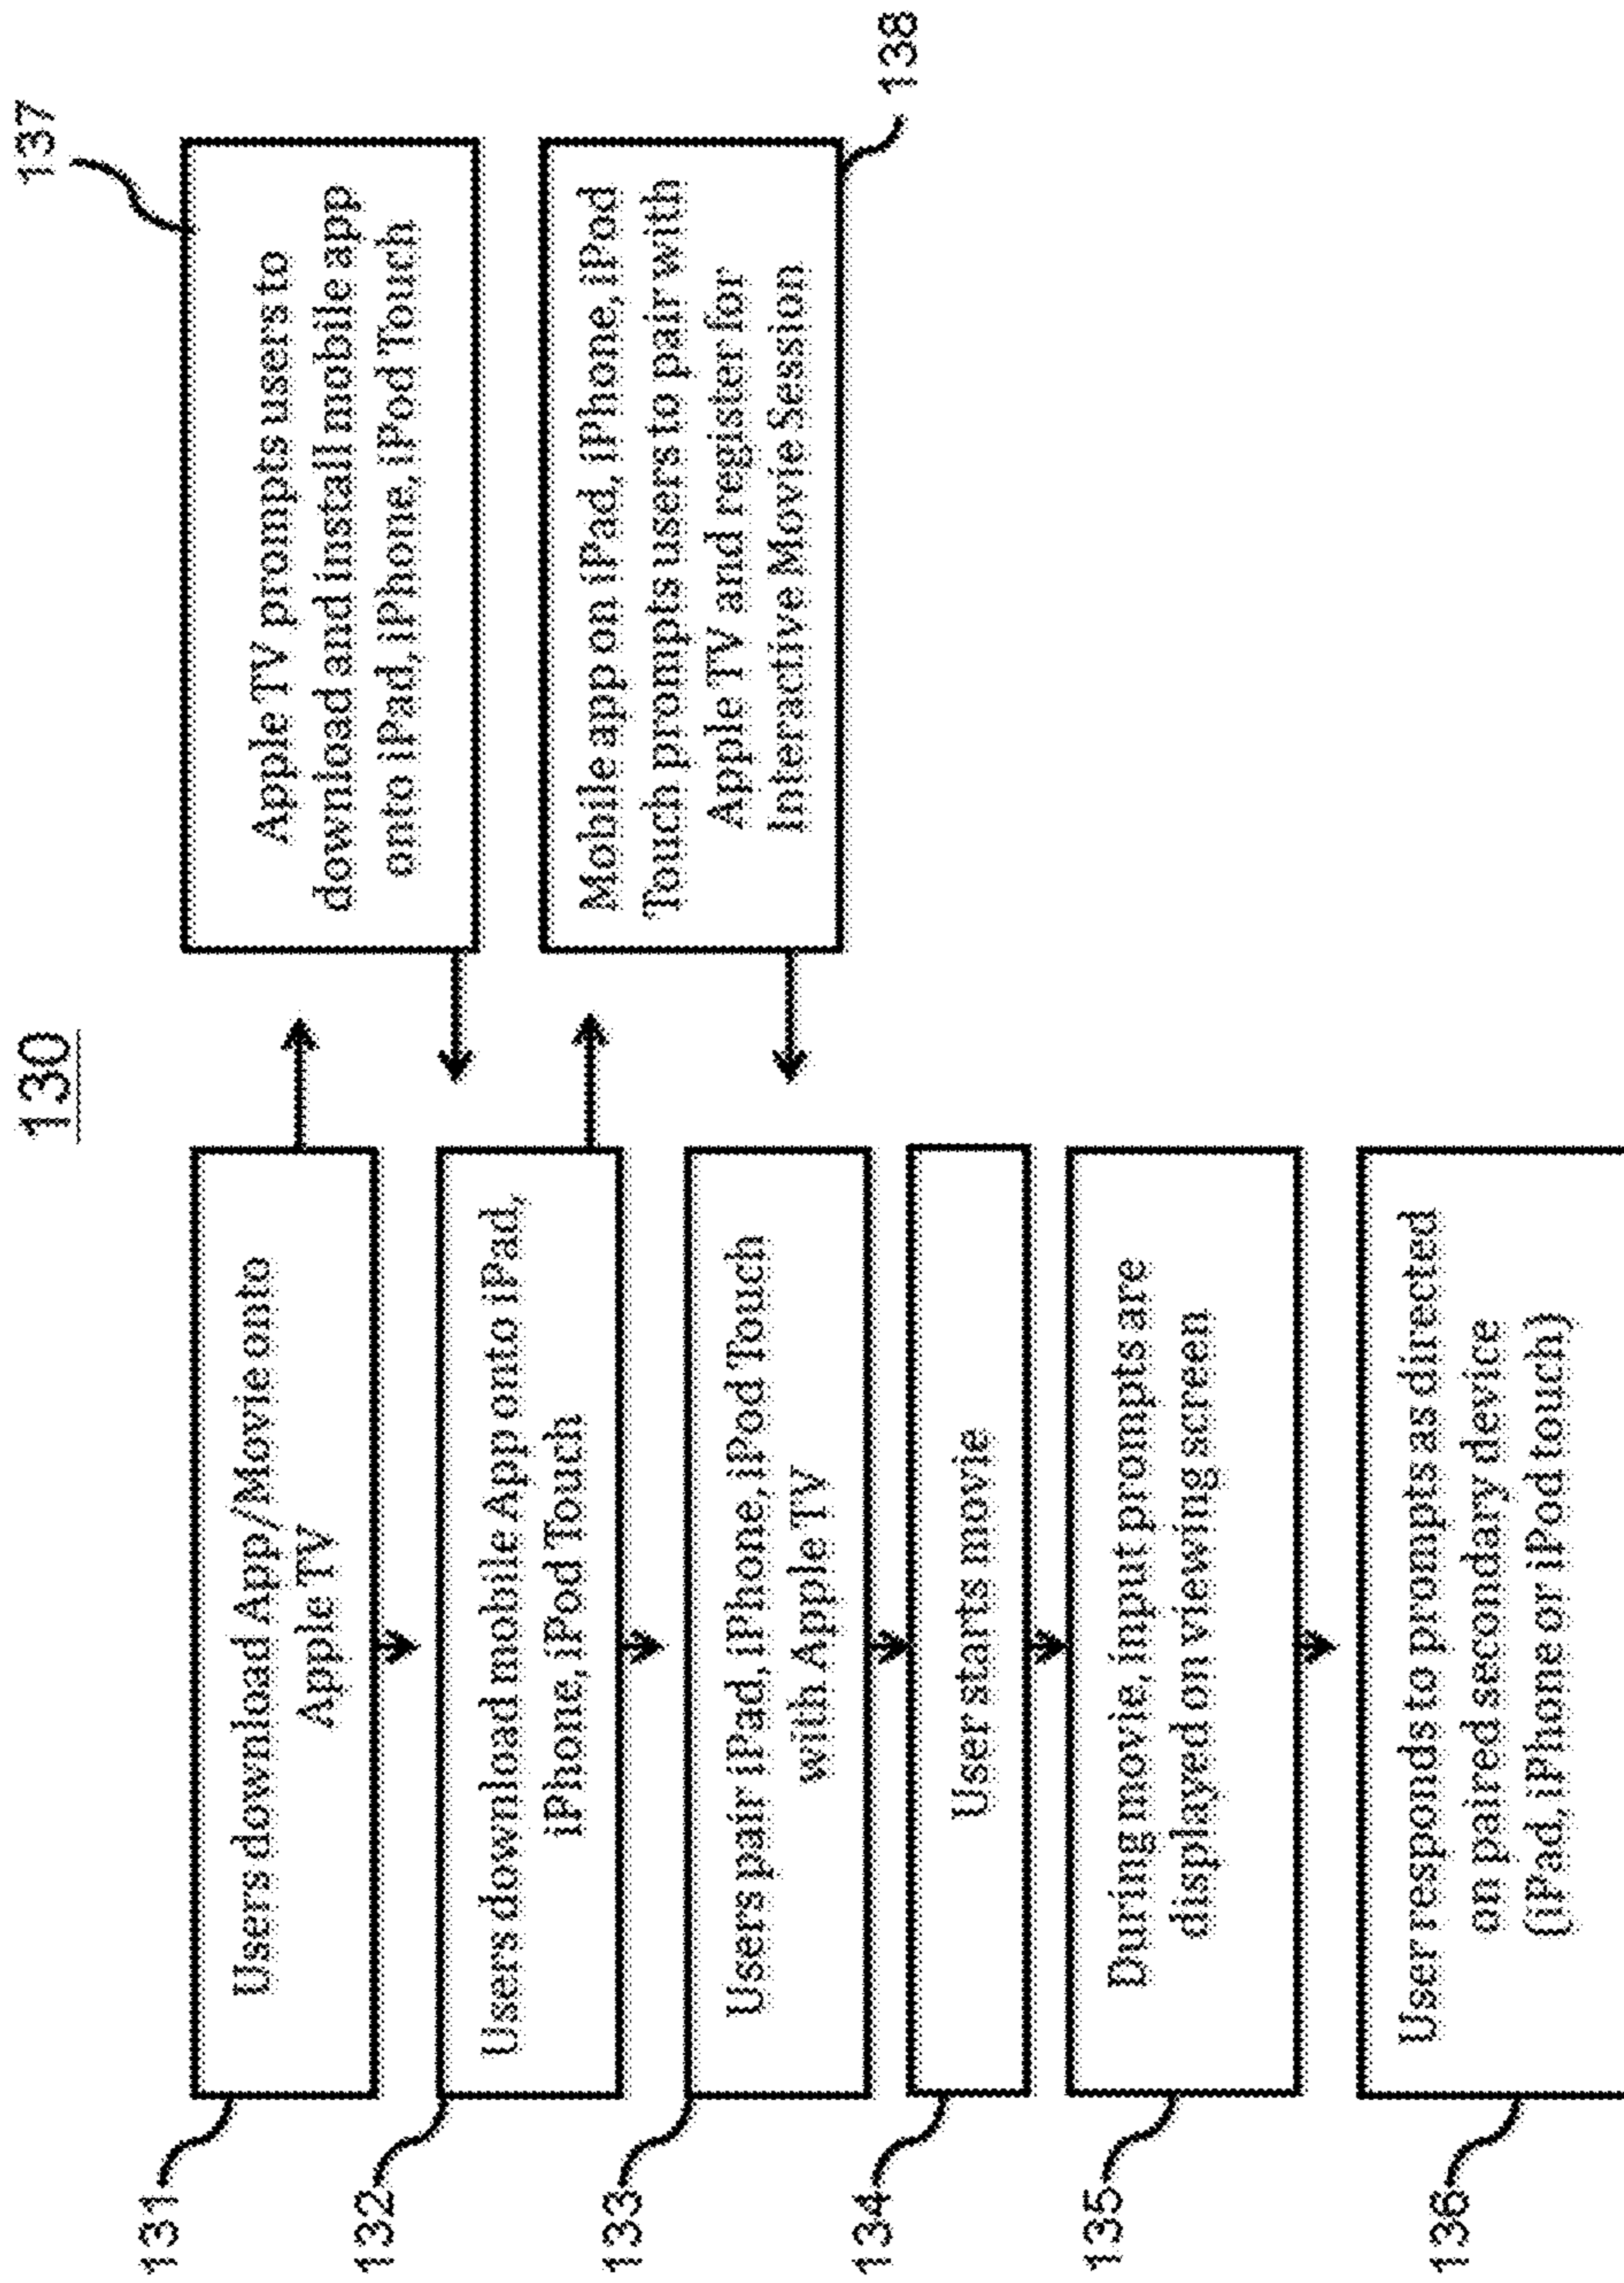 130
131
Users download App/Movie onto
Apple TV
137
Apple TV prompts users to
download and install mobile app
onto iPad, iPhone, iPod Touch
132
Users download mobile App onto iPad,
iPhone, iPod Touch
138
Mobile app on iPad, iPhone, iPod
Touch prompts users to pair with
Apple TV and register for
Interactive Movie Session
133
Users pair iPad, iPhone, iPod Touch
with Apple TV
134
User starts movie
135
During movie, input prompts are
displayed on viewing screen
136
User responds to prompts as directed
on paired secondary device
(iPad, iPhone or iPod touch)